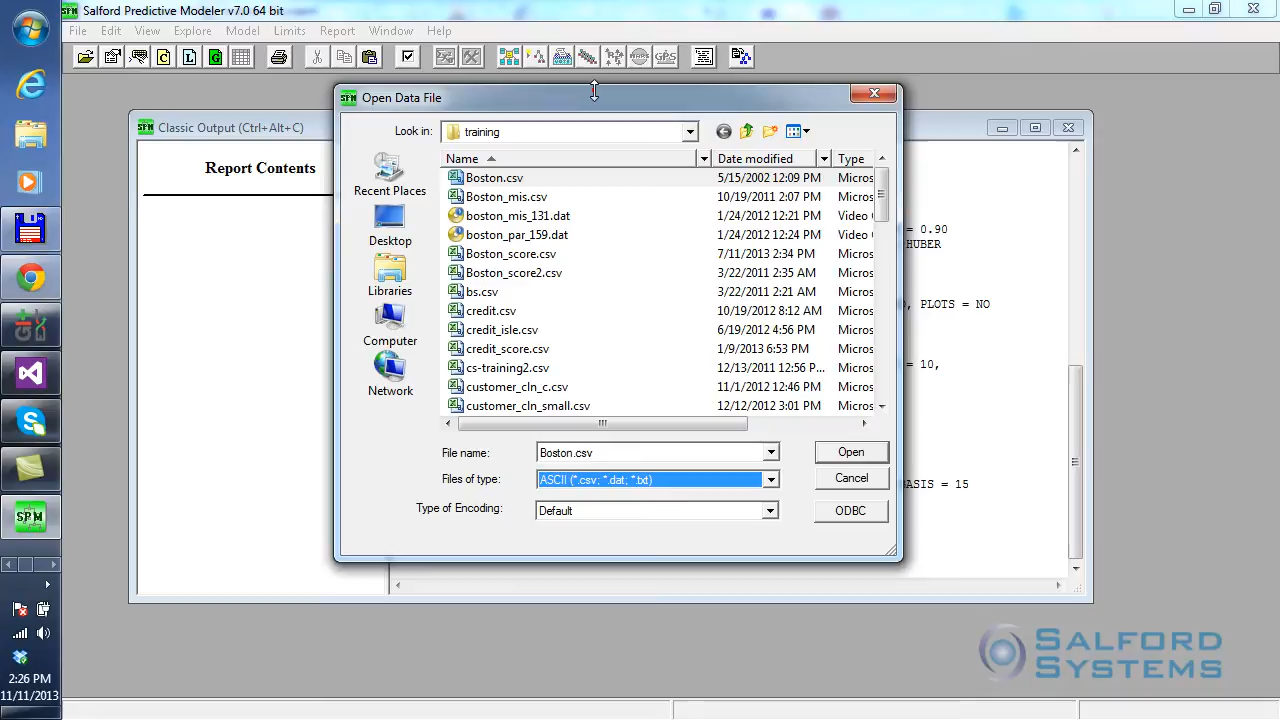 Salford Predictive Modeler v7.0 64 bit
File Edit View Explore Model Limits Report Window Help
Classic Output (Ctrl+Alt+C)
Report Contents
= 0.90
HUBER
, PLOTS = NO
= 10,
BASIS = 15
Open Data File
Look in: training
Name Date modified Type
Boston.csv 5/15/2002 12:09 PM Micros
Boston_mis.csv 10/19/2011 2:07 PM Micros
boston_mis_131.dat 1/24/2012 12:21 PM Video
boston_par_159.dat 1/24/2012 12:24 PM Video
Boston_score.csv 7/11/2013 2:34 PM Micros
Boston_score2.csv 3/22/2011 2:35 AM Micros
bs.csv 3/22/2011 2:21 AM Micros
credit.csv 10/19/2012 8:12 AM Micros
credit_isle.csv 6/19/2012 4:56 PM Micros
credit_score.csv 1/9/2013 6:53 PM Micros
cs-training2.csv 12/13/2011 12:56 P... Micros
customer_cln_c.csv 11/1/2012 12:46 PM Micros
customer_cln_small.csv 12/12/2012 3:01 PM Micros
Recent Places
Desktop
Libraries
Computer
Network
File name: Boston.csv Open
Files of type: ASCII (*.csv; *.dat; *.txt) Cancel
Type of Encoding: Default ODBC
SALFORD
SYSTEMS
2:26 PM
11/11/2013